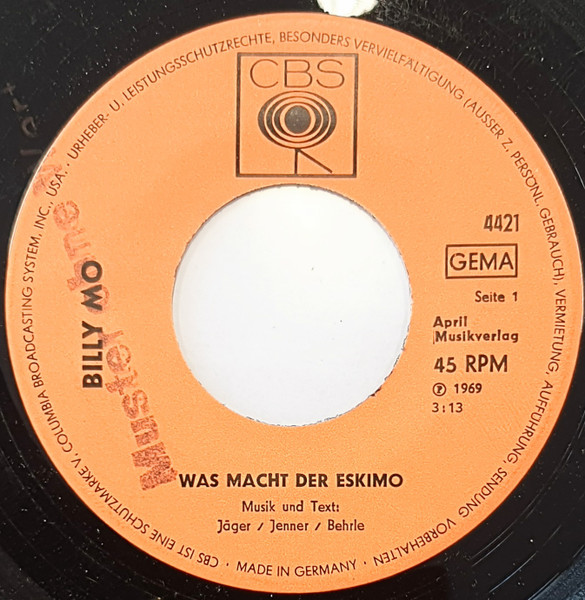 URHEBER- U. LEISTUNGSSCHUTZRECHTE, BESONDERS VERVIELFÄLTIGUNG (AUSSER Z. PERSÖNL. GEBRAUCH), VERMIETUNG, AUFFÜHRUNG, SENDUNG VORBEHALTEN
CBS
4421
GEMA
Seite 1
April
Musikverlag
45 RPM
Ⓟ 1969
3:13
BILLY MO
Muster ohne
WAS MACHT DER ESKIMO
Musik und Text:
Jäger / Jenner / Behrle
CBS IST EINE SCHUTZMARKE V. COLUMBIA BROADCASTING SYSTEM, INC., USA. ·
· MADE IN GERMANY ·